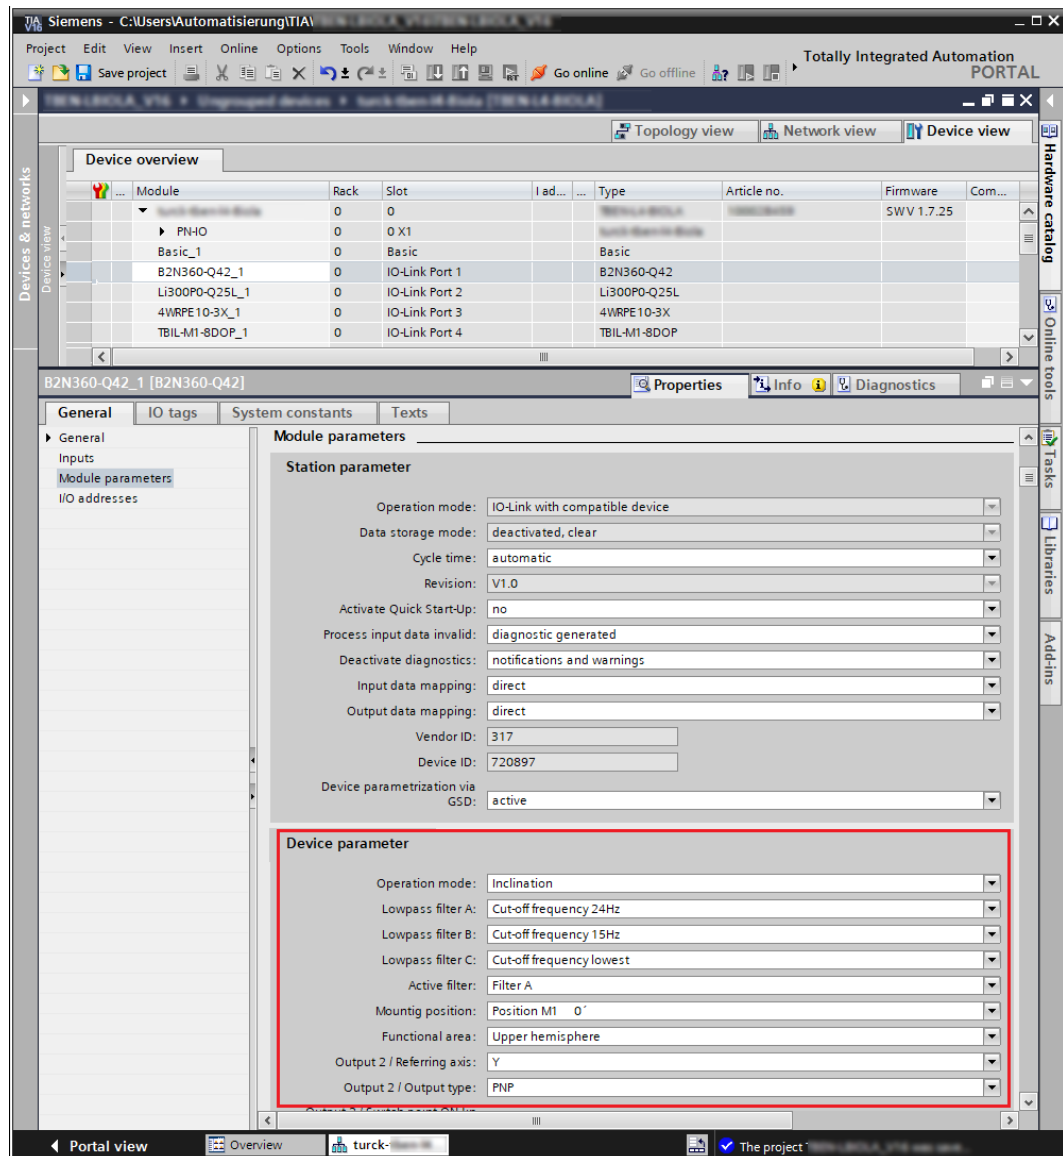 TIA V16 Siemens - C:\Users\Automatisierung\TIA\
Project Edit View Insert Online Options Tools Window Help
Totally Integrated Automation
PORTAL
Save project Go online Go offline
Topology view Network view Device view
Device overview
... Module Rack Slot I ad... ... Type Article no. Firmware Com...
0 0 SW V 1.7.25
PN-IO 0 0 X1
Basic_1 0 Basic Basic
B2N360-Q42_1 0 IO-Link Port 1 B2N360-Q42
Li300P0-Q25L_1 0 IO-Link Port 2 Li300P0-Q25L
4WRPE10-3X_1 0 IO-Link Port 3 4WRPE10-3X
TBIL-M1-8DOP_1 0 IO-Link Port 4 TBIL-M1-8DOP
Devices & networks
Device view
B2N360-Q42_1 [B2N360-Q42]
Properties Info Diagnostics
General IO tags System constants Texts
General
Inputs
Module parameters
I/O addresses
Module parameters
Station parameter
Operation mode: IO-Link with compatible device
Data storage mode: deactivated, clear
Cycle time: automatic
Revision: V1.0
Activate Quick Start-Up: no
Process input data invalid: diagnostic generated
Deactivate diagnostics: notifications and warnings
Input data mapping: direct
Output data mapping: direct
Vendor ID: 317
Device ID: 720897
Device parametrization via
GSD: active
Device parameter
Operation mode: Inclination
Lowpass filter A: Cut-off frequency 24Hz
Lowpass filter B: Cut-off frequency 15Hz
Lowpass filter C: Cut-off frequency lowest
Active filter: Filter A
Mountig position: Position M1 0´
Functional area: Upper hemisphere
Output 2 / Referring axis: Y
Output 2 / Output type: PNP
Hardware catalog
Online tools
Tasks
Libraries
Add-ins
Portal view Overview turck- The project